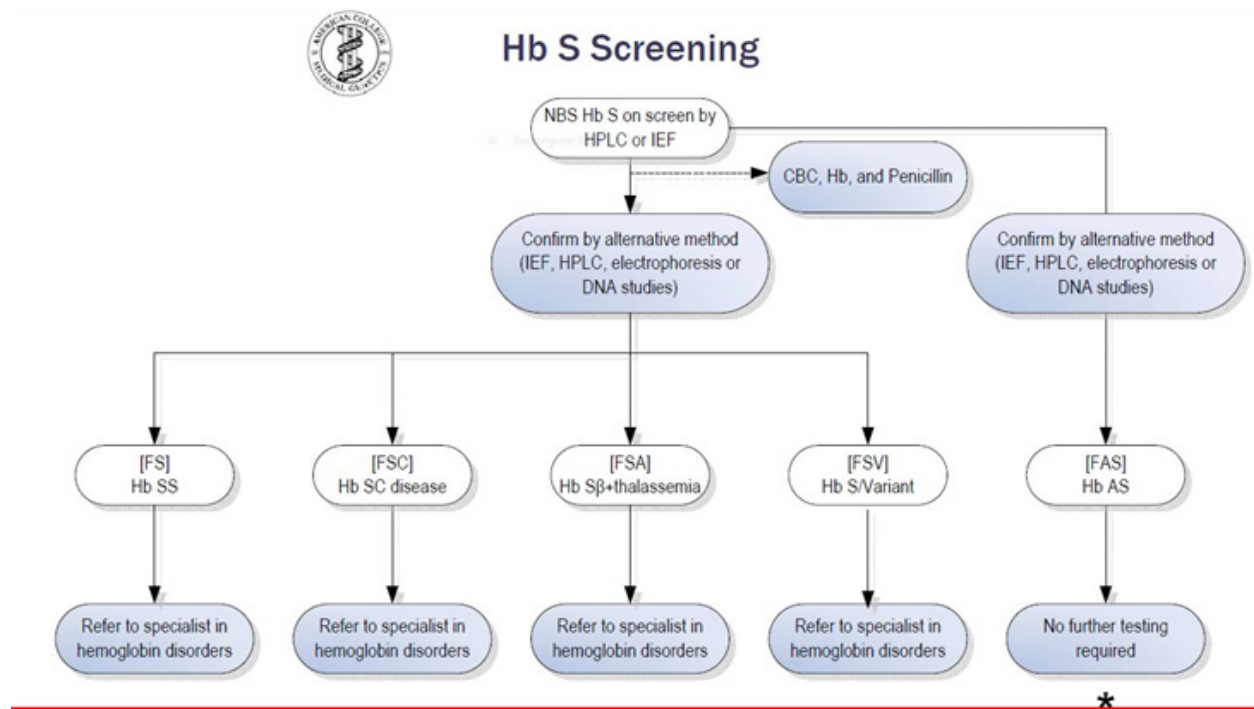 AMERICAN COLLEGE
MEDICAL GENETICS
Hb S Screening
NBS Hb S on screen by
HPLC or IEF
CBC, Hb, and Penicillin
Confirm by alternative method
(IEF, HPLC, electrophoresis or
DNA studies)
Confirm by alternative method
(IEF, HPLC, electrophoresis or
DNA studies)
[FS]
Hb SS
[FSC]
Hb SC disease
[FSA]
Hb Sβ+thalassemia
[FSV]
Hb S/Variant
[FAS]
Hb AS
Refer to specialist in
hemoglobin disorders
Refer to specialist in
hemoglobin disorders
Refer to specialist in
hemoglobin disorders
Refer to specialist in
hemoglobin disorders
No further testing
required
*